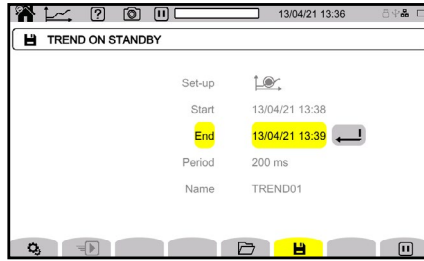 ? 13/04/21 13:36
TREND ON STANDBY
Set-up
Start 13/04/21 13:38
End 13/04/21 13:39
Period 200 ms
Name TREND01